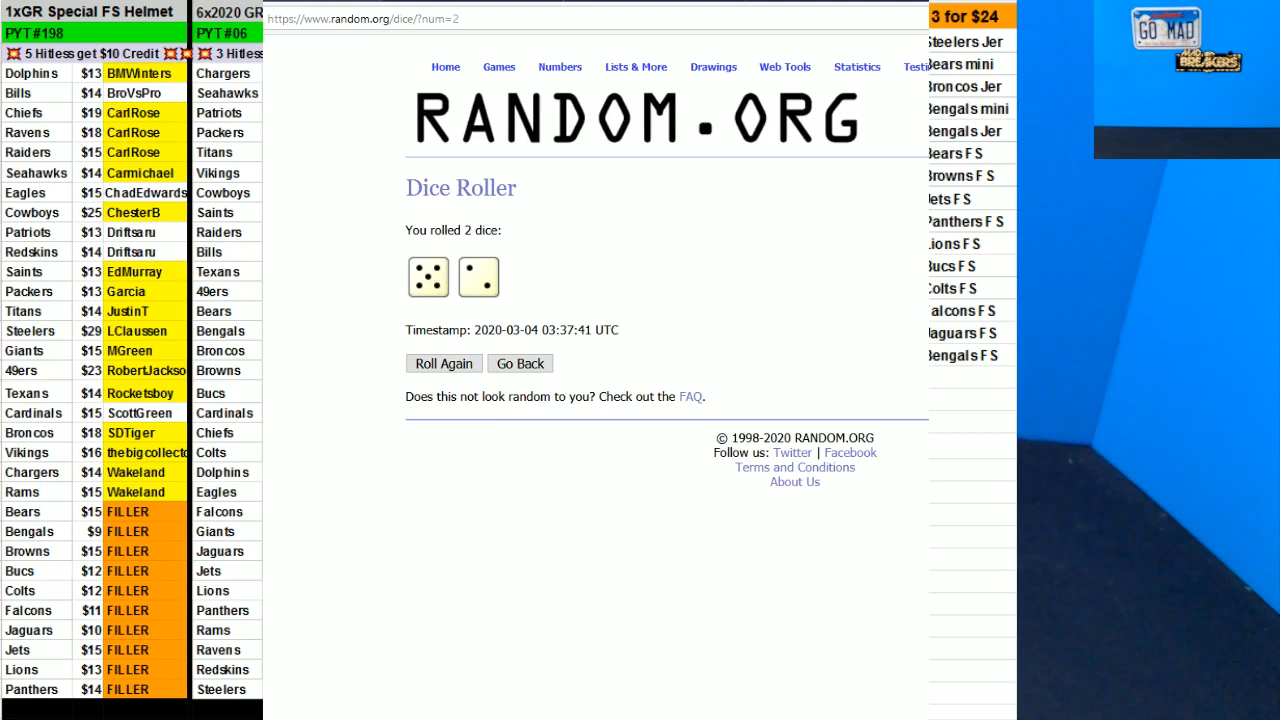 1xGR Special FS Helmet
PYT #198
💥 5 Hitless get $10 Credit 💥💥
Dolphins $13 BMWinters
Bills $14 BroVsPro
Chiefs $19 CarlRose
Ravens $18 CarlRose
Raiders $15 CarlRose
Seahawks $14 Carmichael
Eagles $15 ChadEdwards
Cowboys $25 ChesterB
Patriots $13 Driftsaru
Redskins $14 Driftsaru
Saints $13 EdMurray
Packers $13 Garcia
Titans $14 JustinT
Steelers $29 LClaussen
Giants $15 MGreen
49ers $23 RobertJackso
Texans $14 Rocketsboy
Cardinals $15 ScottGreen
Broncos $18 SDTiger
Vikings $16 thebigcollecto
Chargers $14 Wakeland
Rams $15 Wakeland
Bears $15 FILLER
Bengals $9 FILLER
Browns $15 FILLER
Bucs $12 FILLER
Colts $12 FILLER
Falcons $11 FILLER
Jaguars $10 FILLER
Jets $15 FILLER
Lions $13 FILLER
Panthers $14 FILLER
6x2020 GR
PYT #06
💥 3 Hitless
Chargers
Seahawks
Patriots
Packers
Titans
Vikings
Cowboys
Saints
Raiders
Bills
Texans
49ers
Bears
Bengals
Broncos
Browns
Bucs
Cardinals
Chiefs
Colts
Dolphins
Eagles
Falcons
Giants
Jaguars
Jets
Lions
Panthers
Rams
Ravens
Redskins
Steelers
https://www.random.org/dice/?num=2
Home Games Numbers Lists & More Drawings Web Tools Statistics Testi
RANDOM.ORG
Dice Roller
You rolled 2 dice:
Timestamp: 2020-03-04 03:37:41 UTC
Roll Again Go Back
Does this not look random to you? Check out the FAQ.
© 1998-2020 RANDOM.ORG
Follow us: Twitter | Facebook
Terms and Conditions
About Us
3 for $24
Steelers Jer
Bears mini
Broncos Jer
Bengals mini
Bengals Jer
Bears F S
Browns F S
Jets F S
Panthers F S
Lions F S
Bucs F S
Colts F S
Falcons F S
Jaguars F S
Bengals F S
GO MAD
MAD
BREAKERS